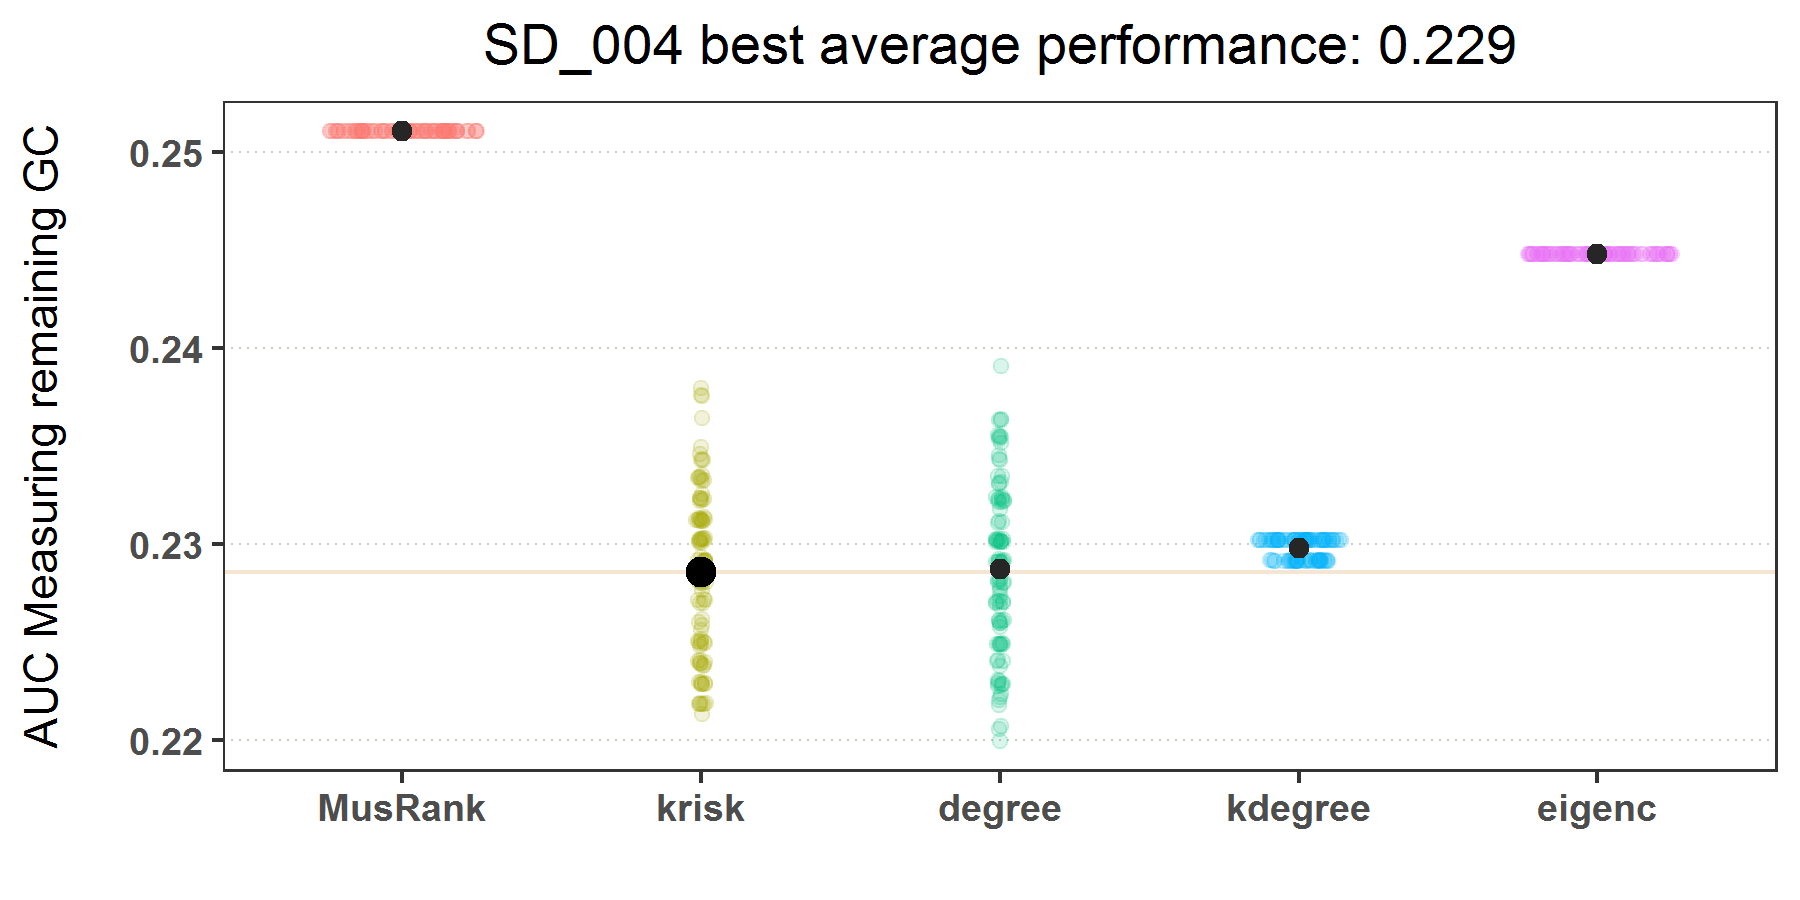 SD_004 best average performance: 0.229
AUC Measuring remaining GC
0.25
0.24
0.23
0.22
MusRank krisk degree kdegree eigenc